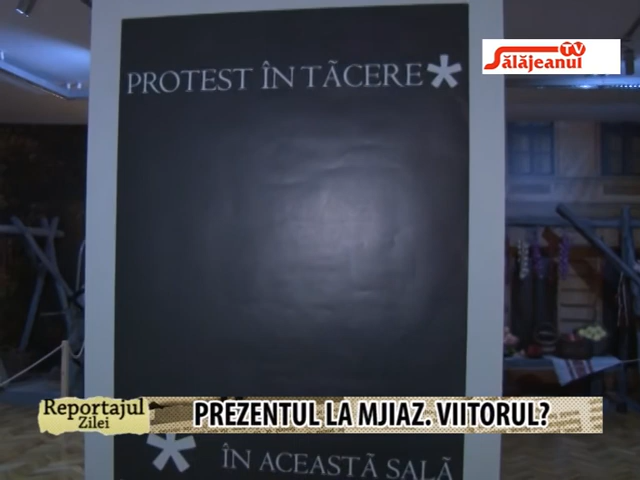 Sălăjeanul TV
PROTEST ÎN TĂCERE*
Reportajul
Zilei
PREZENTUL LA MJIAZ. VIITORUL?
* ÎN ACEASTĂ SALĂ